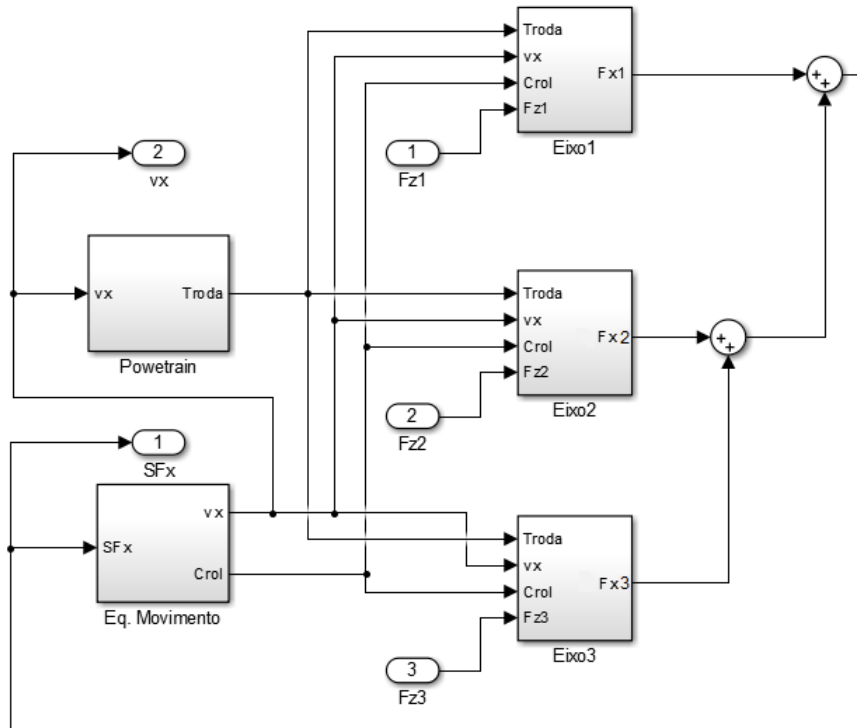 Troda
vx
Crol
Fz1
Fx1
Eixo1
1
Fz1
2
vx
vx
Troda
Powetrain
Troda
vx
Crol
Fz2
Fx2
Eixo2
2
Fz2
1
SFx
SFx
vx
Crol
Eq. Movimento
Troda
vx
Crol
Fz3
Fx3
Eixo3
3
Fz3
+
+
+
+